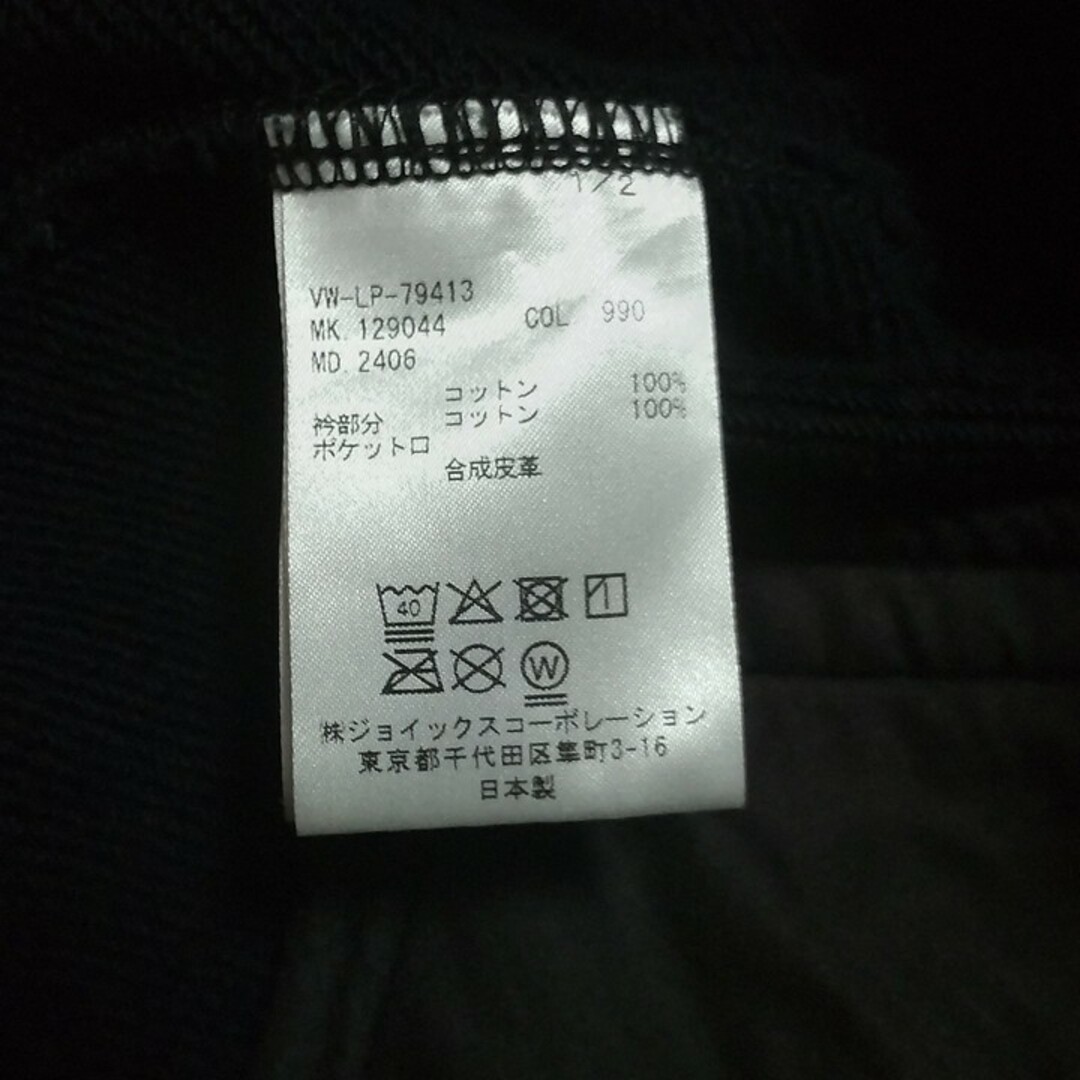 1/2
VW-LP-79413
MK. 129044 COL. 990
MD. 2406
コットン 100%
衿部分 コットン 100%
ポケット口
合成皮革
40
W
㈱ジョイックスコーポレーション
東京都千代田区隼町3-16
日本製